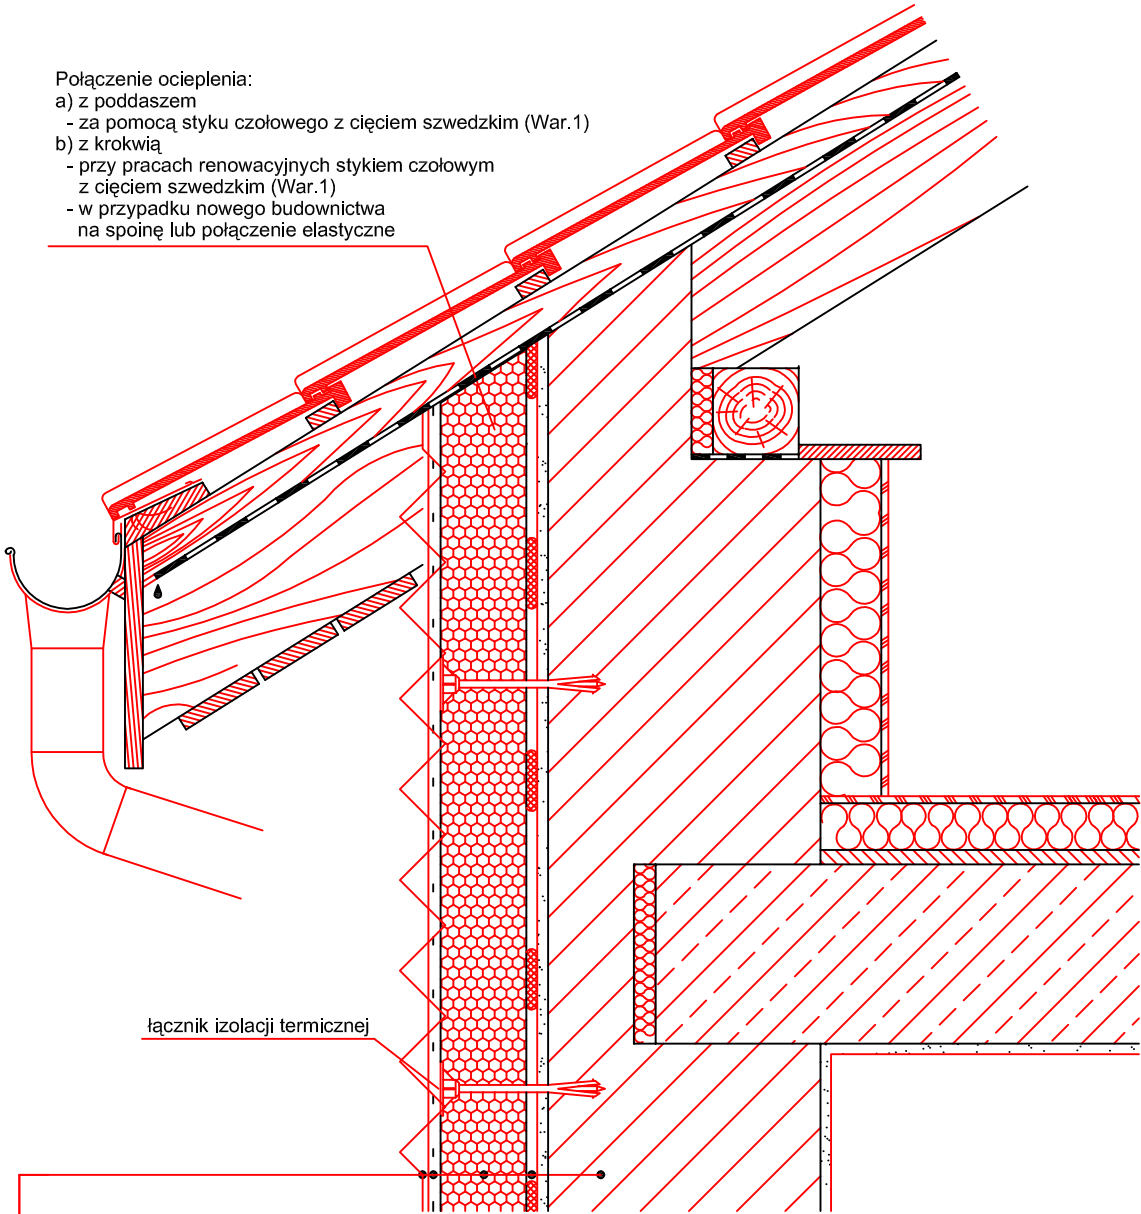 Połączenie ocieplenia:
a) z poddaszem
- za pomocą styku czołowego z cięciem szwedzkim (War.1)
b) z krokwią
- przy pracach renowacyjnych stykiem czołowym
z cięciem szwedzkim (War.1)
- w przypadku nowego budownictwa
na spoinę lub połączenie elastyczne
łącznik izolacji termicznej